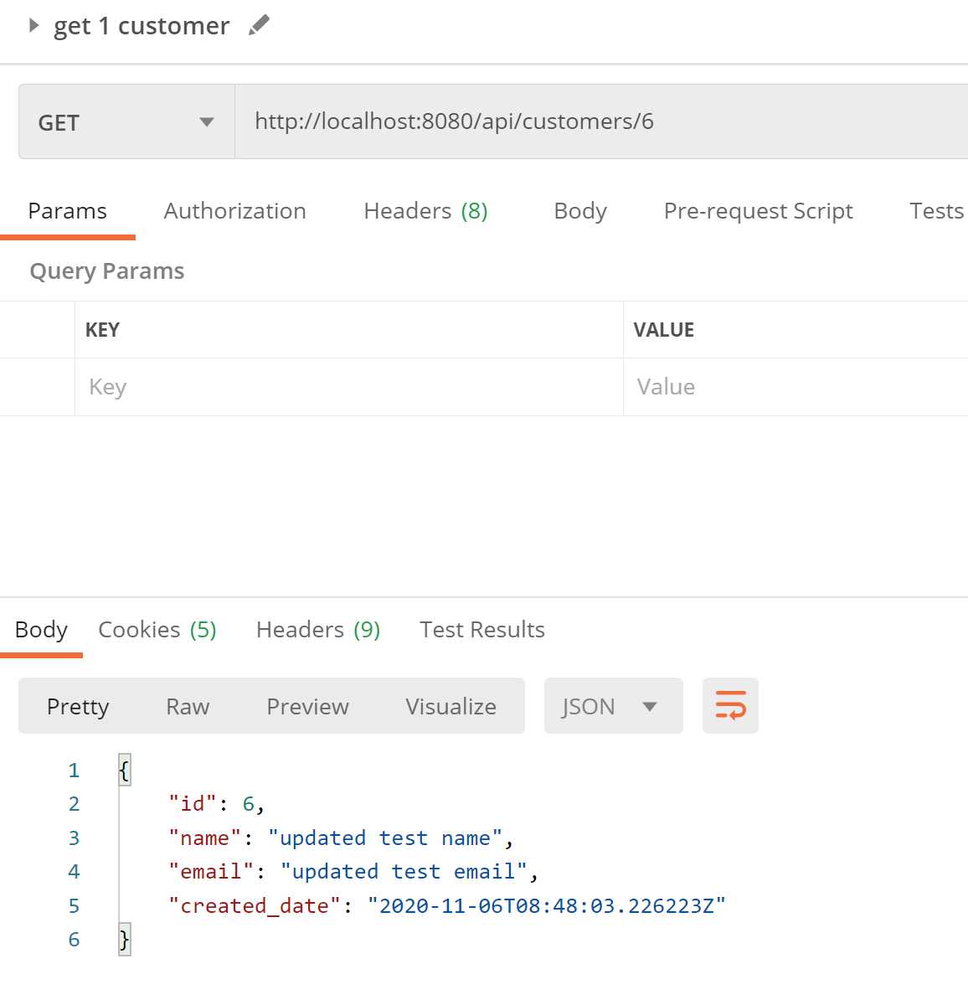 get 1 customer
GET http://localhost:8080/api/customers/6
Params Authorization Headers (8) Body Pre-request Script Tests
Query Params
KEY VALUE
Key Value
Body Cookies (5) Headers (9) Test Results
Pretty Raw Preview Visualize JSON
1 {
2 "id": 6,
3 "name": "updated test name",
4 "email": "updated test email",
5 "created_date": "2020-11-06T08:48:03.226223Z"
6 }